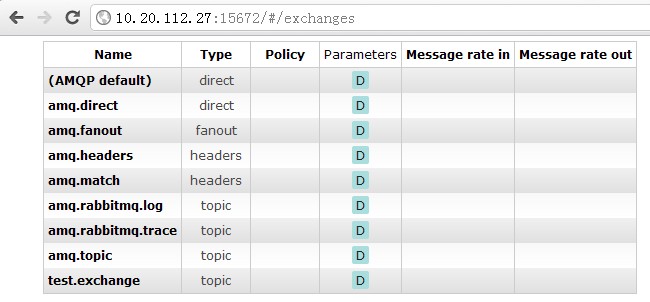 10.20.112.27:15672/#/exchanges
Name Type Policy Parameters Message rate in Message rate out
(AMQP default) direct D
amq.direct direct D
amq.fanout fanout D
amq.headers headers D
amq.match headers D
amq.rabbitmq.log topic D
amq.rabbitmq.trace topic D
amq.topic topic D
test.exchange topic D